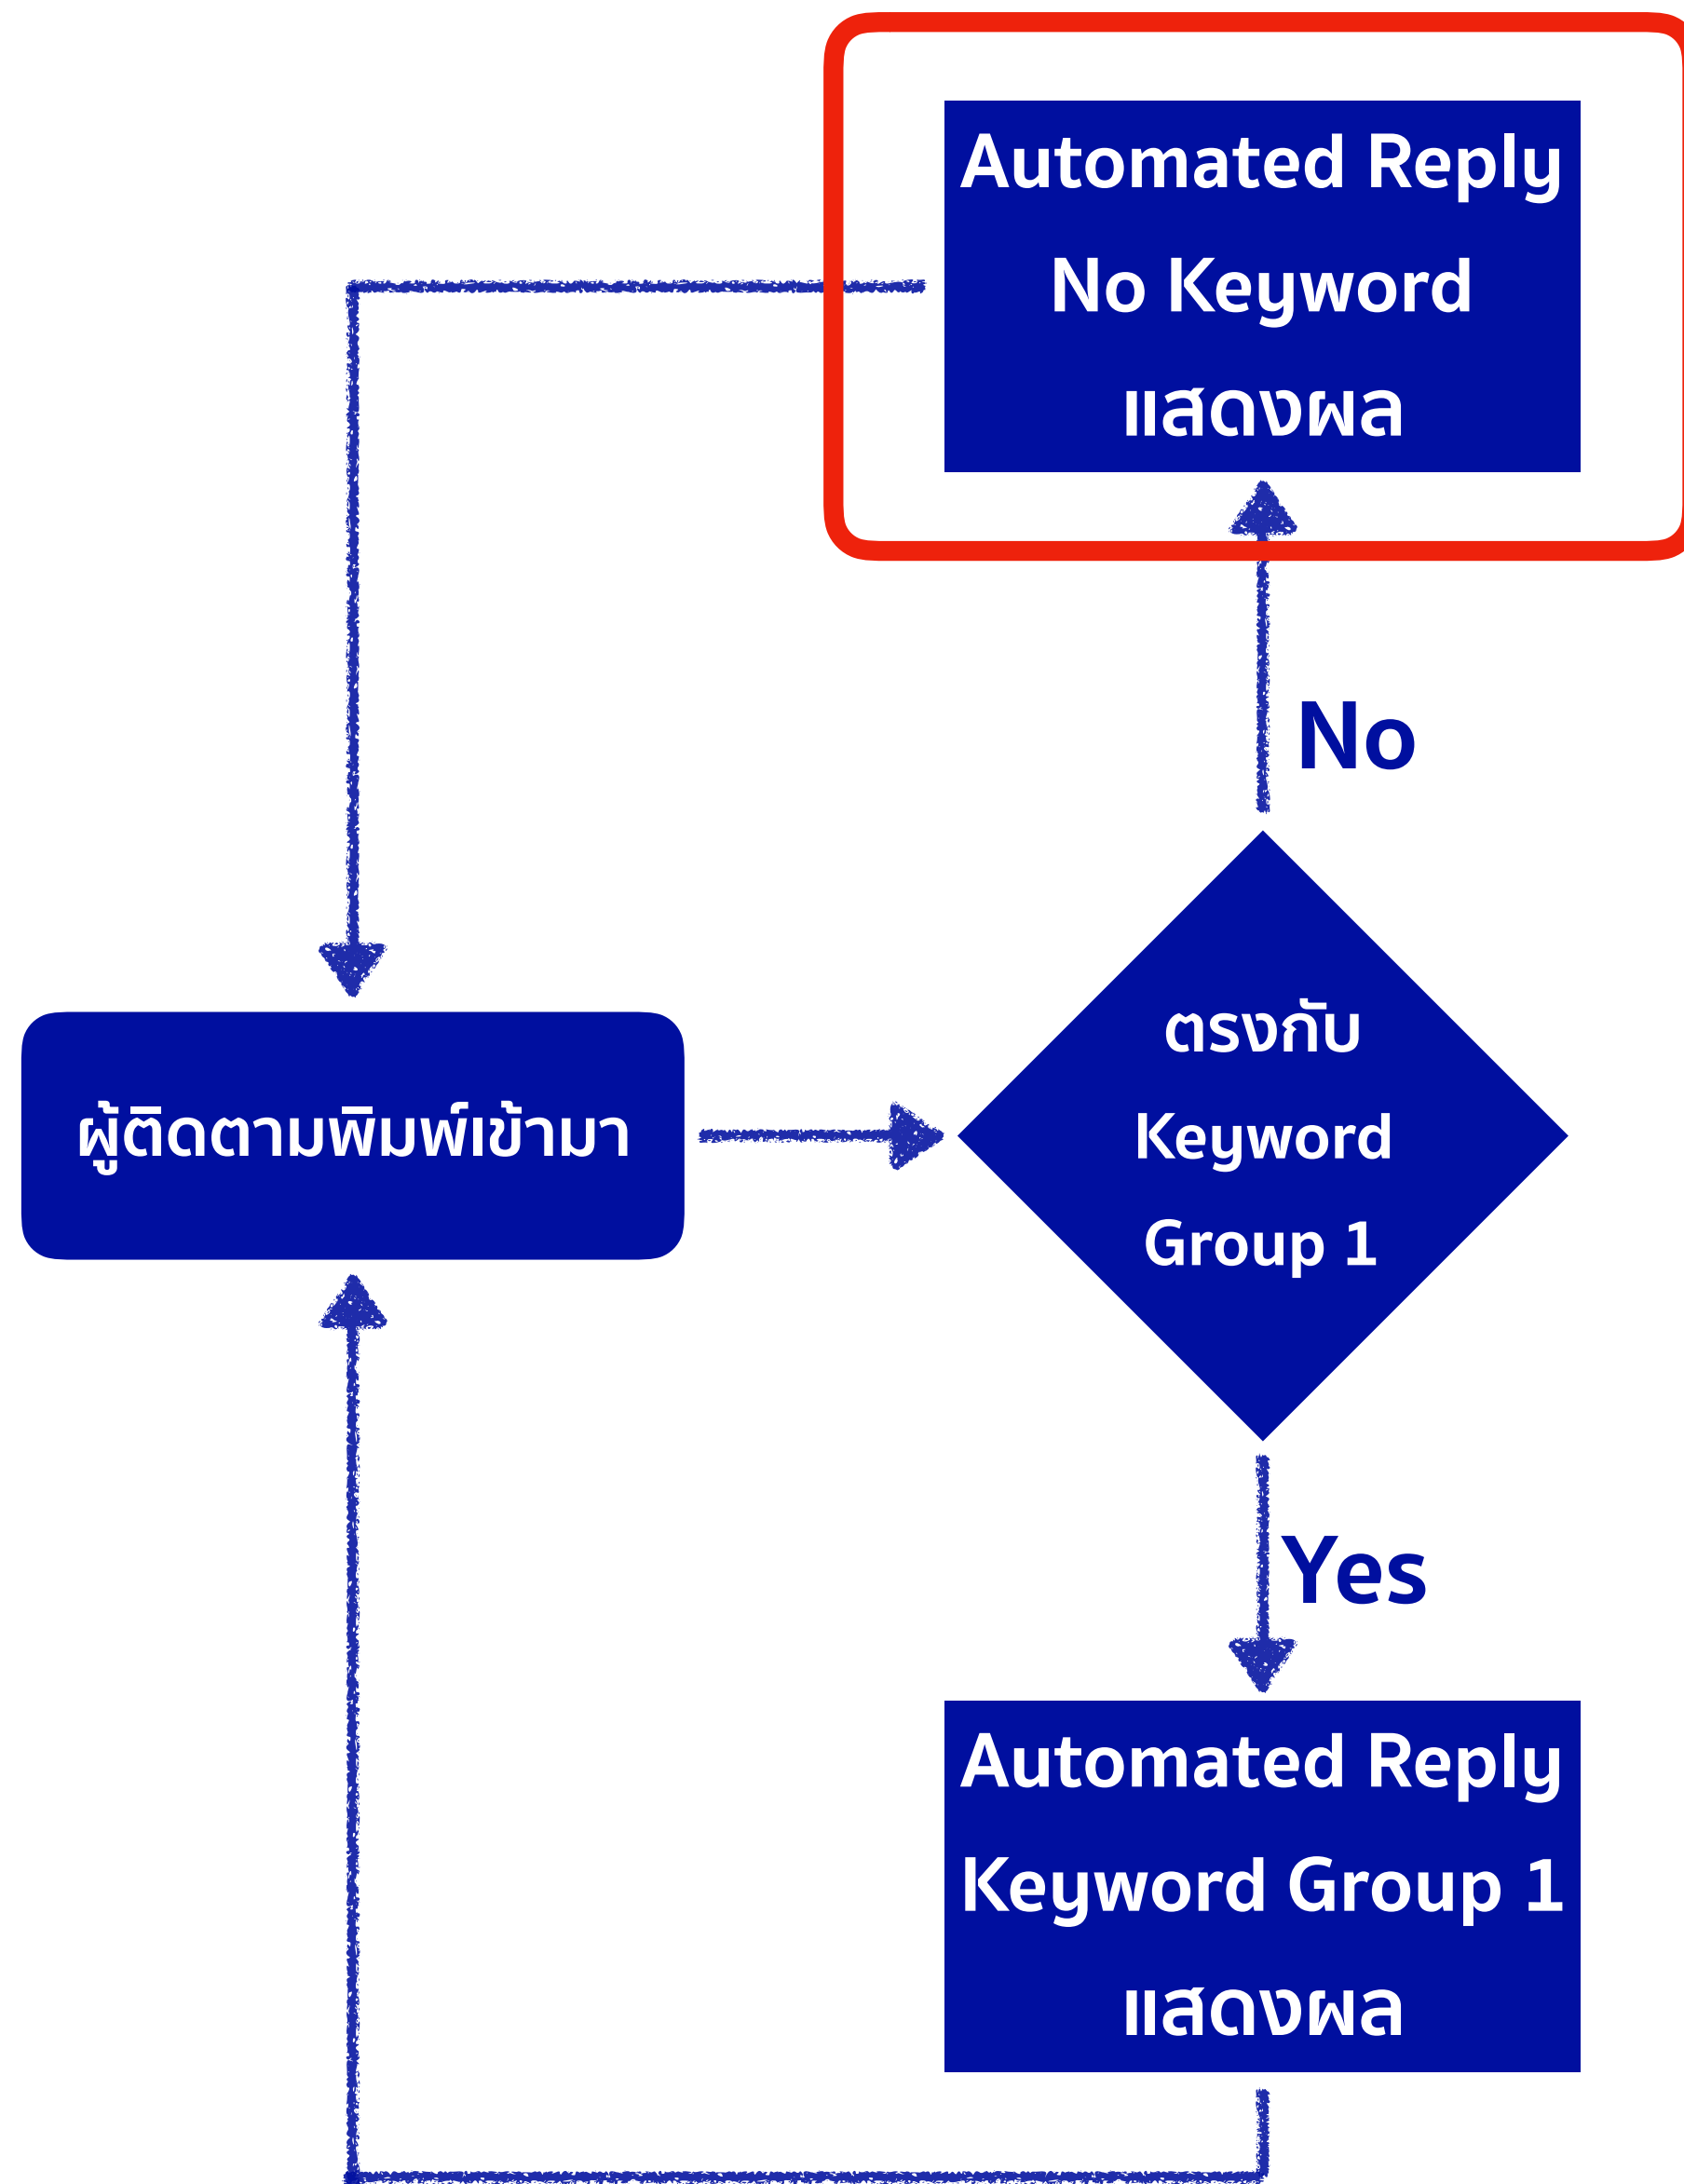 Automated Reply
No Keyword
แสดงผล
No
ผู้ติดตามพิมพ์เข้ามา
ตรงกับ
Keyword
Group 1
Yes
Automated Reply
Keyword Group 1
แสดงผล